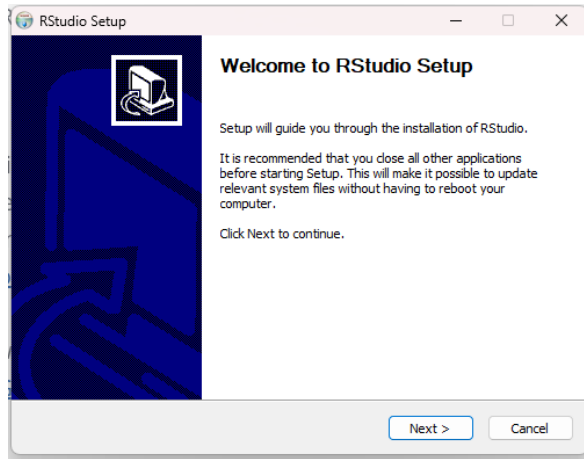 RStudio Setup
Welcome to RStudio Setup
Setup will guide you through the installation of RStudio.
It is recommended that you close all other applications
before starting Setup. This will make it possible to update
relevant system files without having to reboot your
computer.
Click Next to continue.
Next >
Cancel